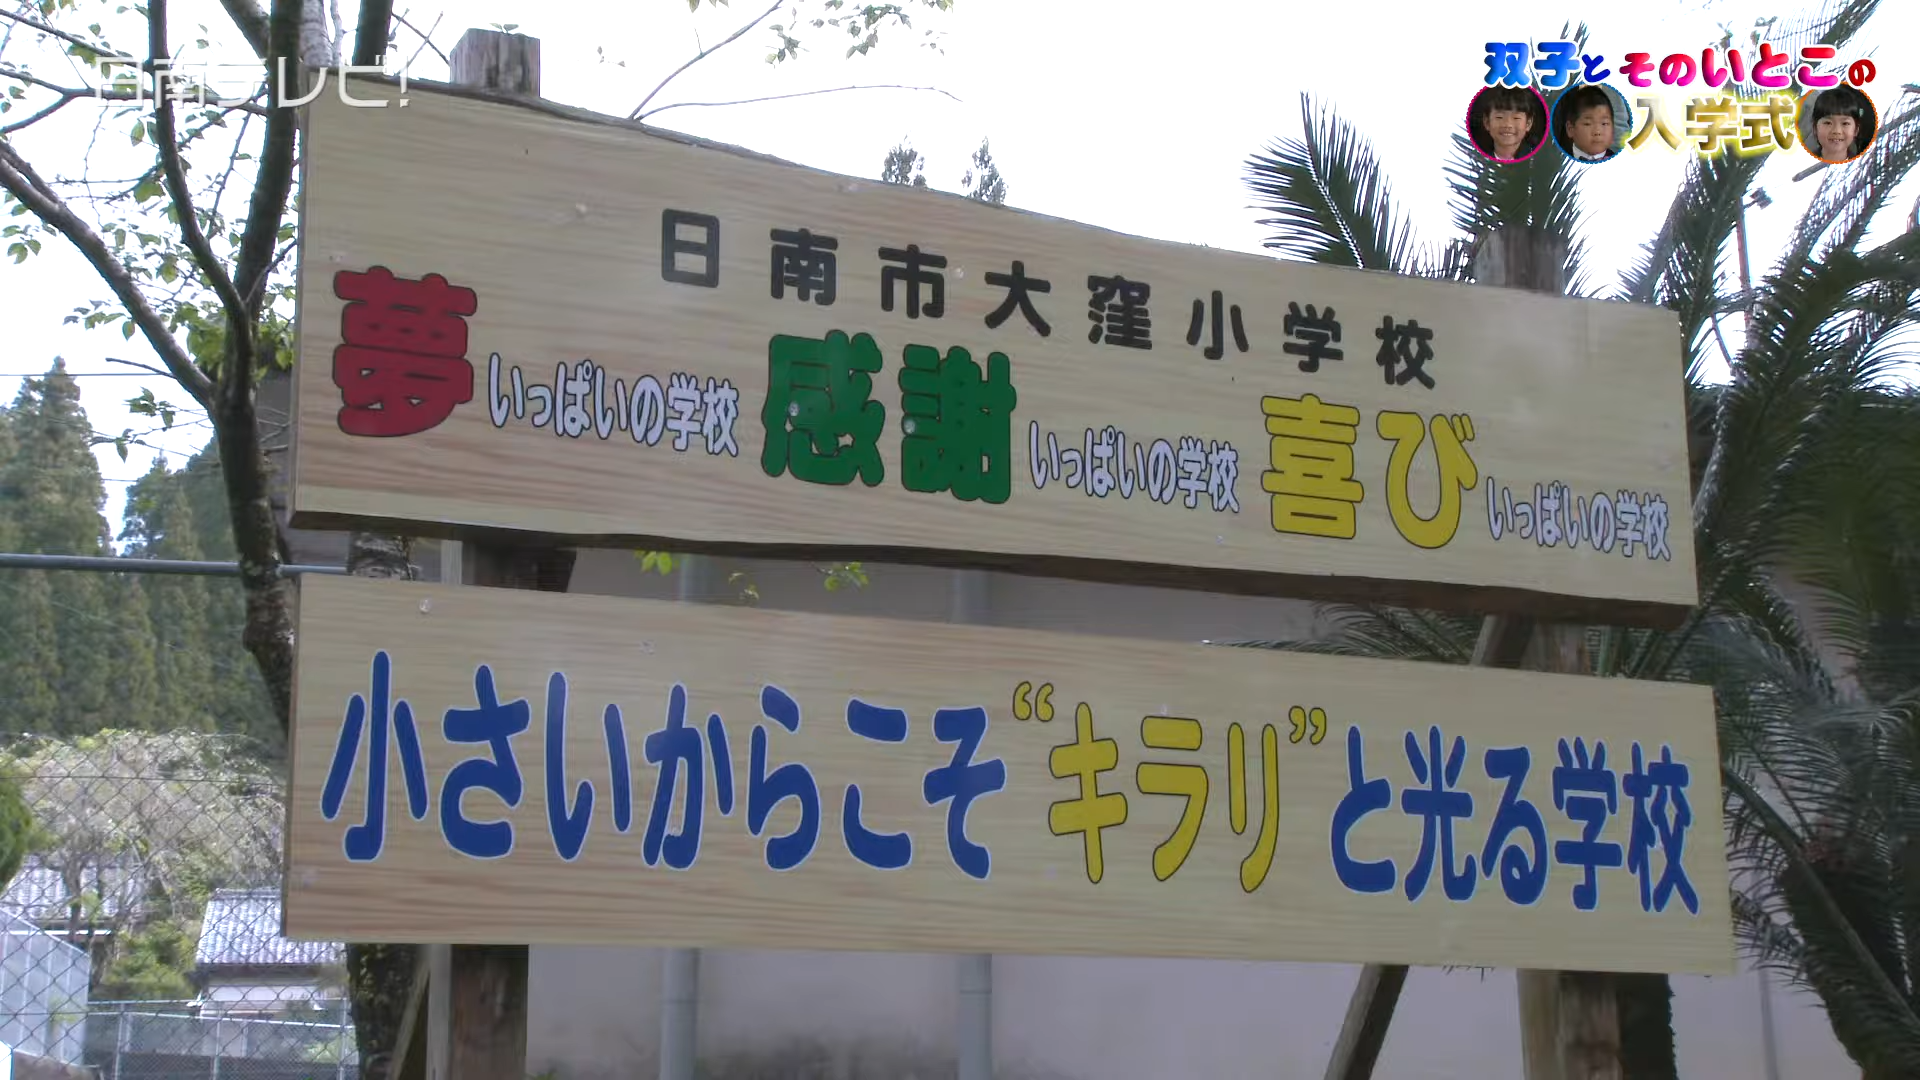 日南テレビ!
双子とそのいとこの
入学式
日南市大窪小学校
夢いっぱいの学校 感謝いっぱいの学校 喜びいっぱいの学校
小さいからこそ“キラリ”と光る学校